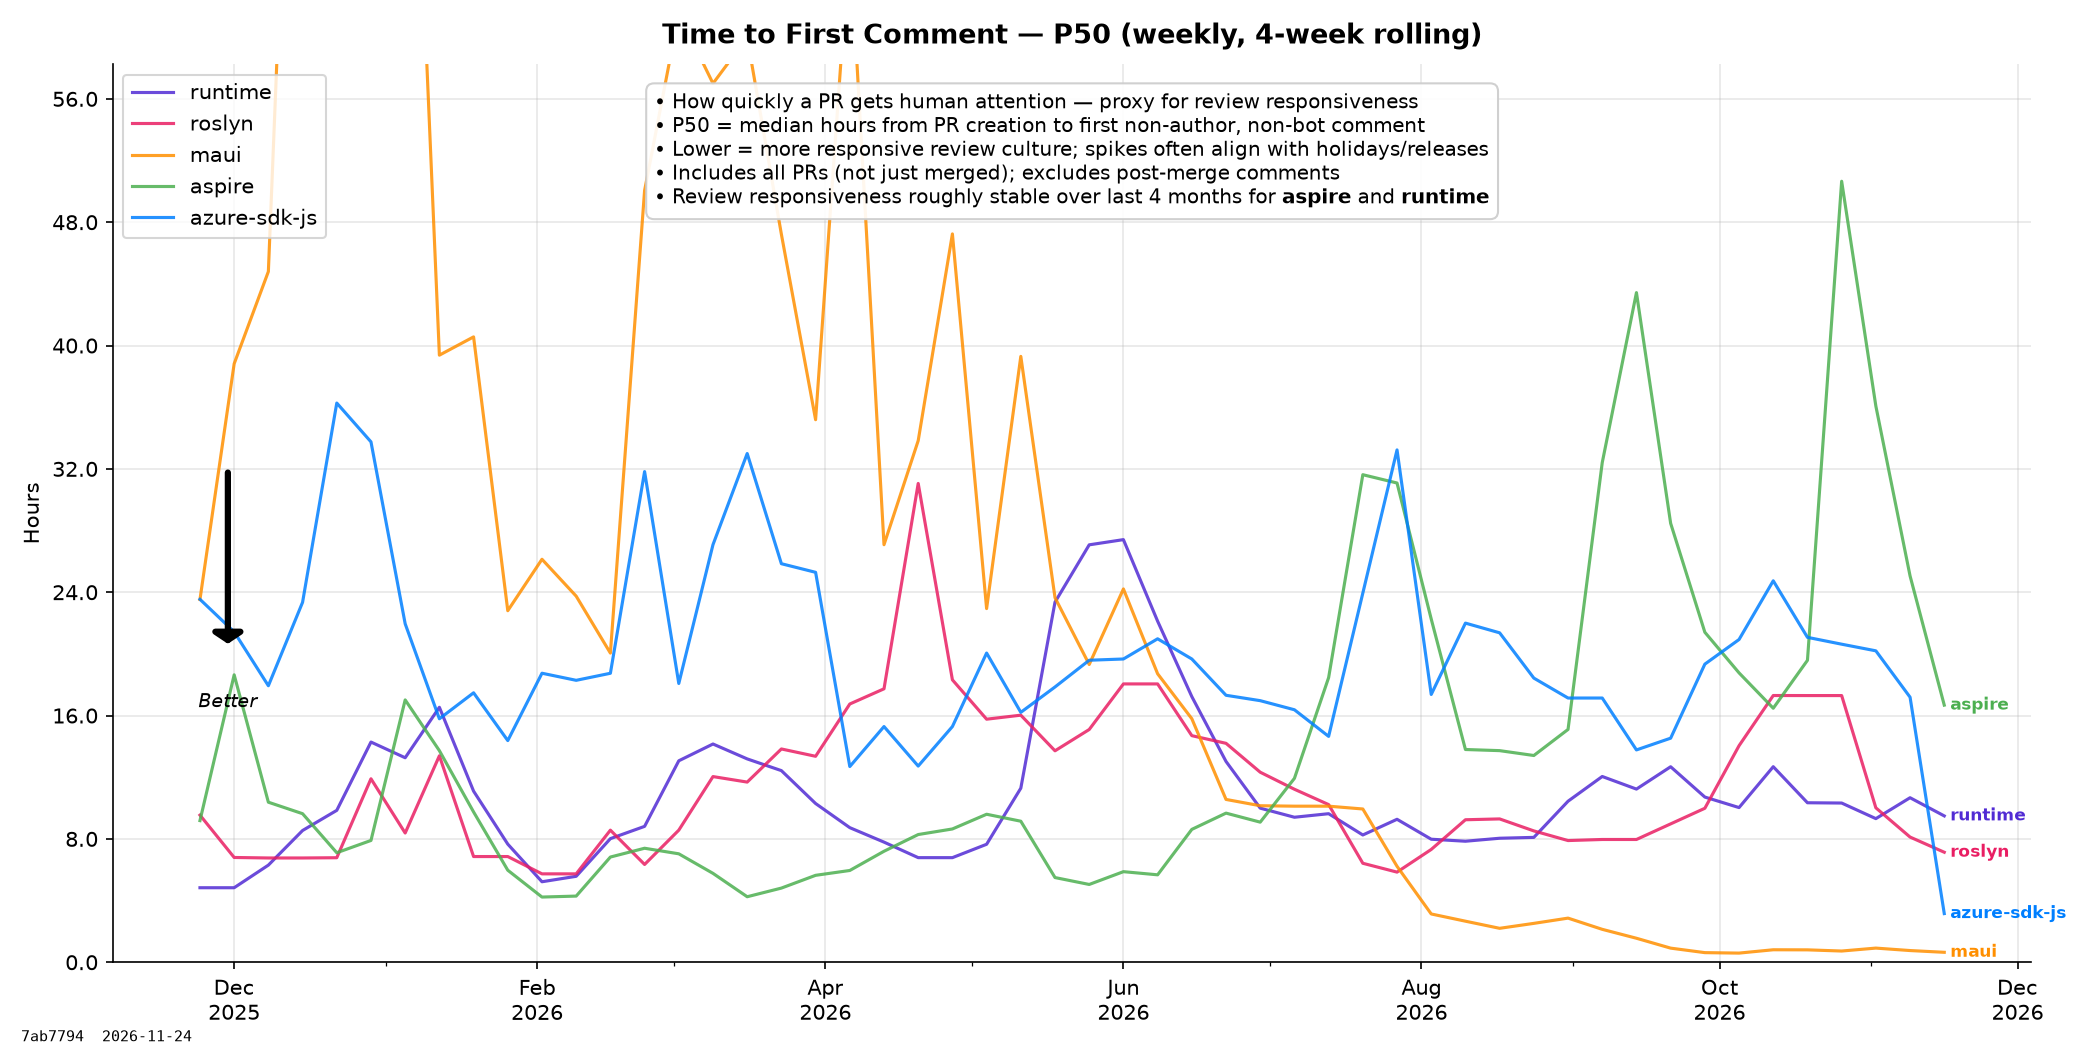 Time to First Comment — P50 (weekly, 4-week rolling)
runtime
roslyn
maui
aspire
azure-sdk-js
• How quickly a PR gets human attention — proxy for review responsiveness
• P50 = median hours from PR creation to first non-author, non-bot comment
• Lower = more responsive review culture; spikes often align with holidays/releases
• Includes all PRs (not just merged); excludes post-merge comments
• Review responsiveness roughly stable over last 4 months for aspire and runtime
56.0
48.0
40.0
32.0
24.0
16.0
8.0
0.0
Hours
Better
aspire
runtime
roslyn
azure-sdk-js
maui
Dec
2025
Feb
2026
Apr
2026
Jun
2026
Aug
2026
Oct
2026
Dec
2026
7ab7794  2026-11-24